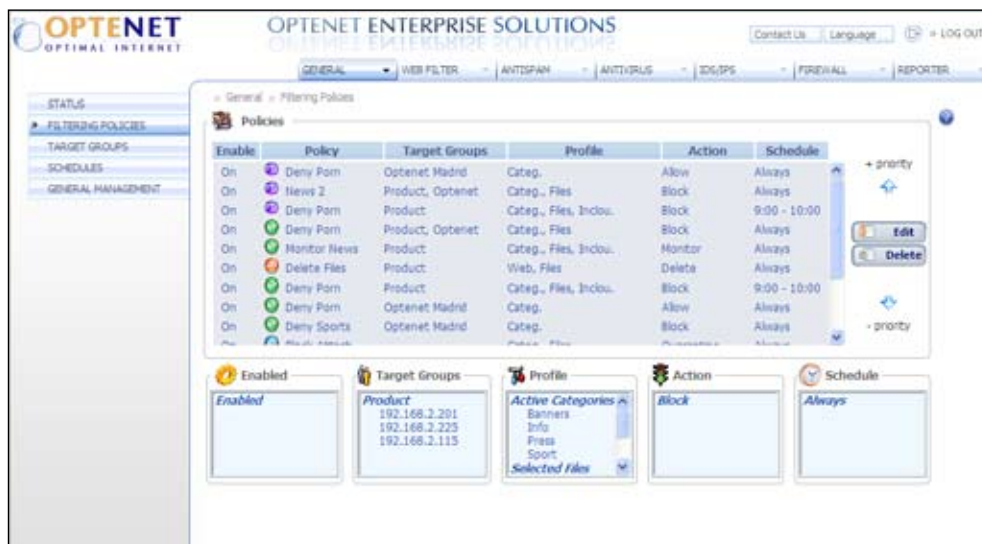 OPTENET
OPTIMAL INTERNET
OPTENET ENTERPRISE SOLUTIONS
Contact Us Language » LOG OUT
GENERAL WEB FILTER ANTISPAM ANTIVIRUS IDS/IPS FIREWALL REPORTER
STATUS
FILTERING POLICIES
TARGET GROUPS
SCHEDULES
GENERAL MANAGEMENT
» General » Filtering Policies
Policies
Enable Policy Target Groups Profile Action Schedule
On Deny Porn Optenet Madrid Categ. Allow Always
On News 2 Product, Optenet Categ., Files Block Always
On Deny Porn Product Categ., Files, Inclou. Block 9:00 - 10:00
On Deny Porn Product, Optenet Categ., Files Block Always
On Monitor News Product Categ., Files, Inclou. Monitor Always
On Delete Files Product Web, Files Delete Always
On Deny Porn Product Categ., Files, Inclou. Block 9:00 - 10:00
On Deny Porn Optenet Madrid Categ. Allow Always
On Deny Sports Optenet Madrid Categ. Block Always
+ priority
Edit
Delete
- priority
Enabled
Enabled
Target Groups
Product
192.168.2.201
192.168.2.225
192.168.2.115
Profile
Active Categories
Banners
Info
Press
Sport
Selected Files
Action
Block
Schedule
Always